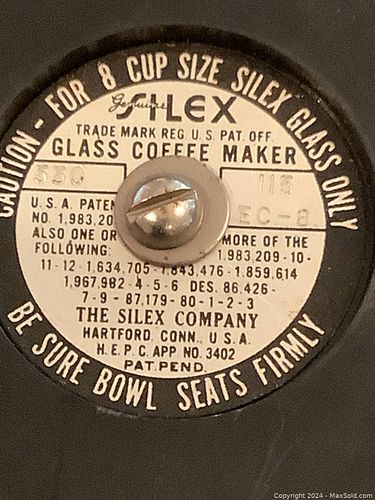 CAUTION - FOR 8 CUP SIZE SILEX GLASS ONLY
Genuine SILEX
TRADE MARK REG. U.S. PAT. OFF.
GLASS COFFEE MAKER
330 115
U.S.A. PATEN EC-8
NO. 1,983,20
ALSO ONE OR MORE OF THE
FOLLOWING: 1,983,209-10-
11-12-1,634,705-1,843,476-1,859,614
1,967,982-4-5-6 DES. 86,426-
7-9-87,179-80-1-2-3
THE SILEX COMPANY
HARTFORD, CONN., U.S.A.
H.E.P.C. APP NO. 3402
PAT. PEND.
BE SURE BOWL SEATS FIRMLY
Copyright 2024 - MaxSold.com